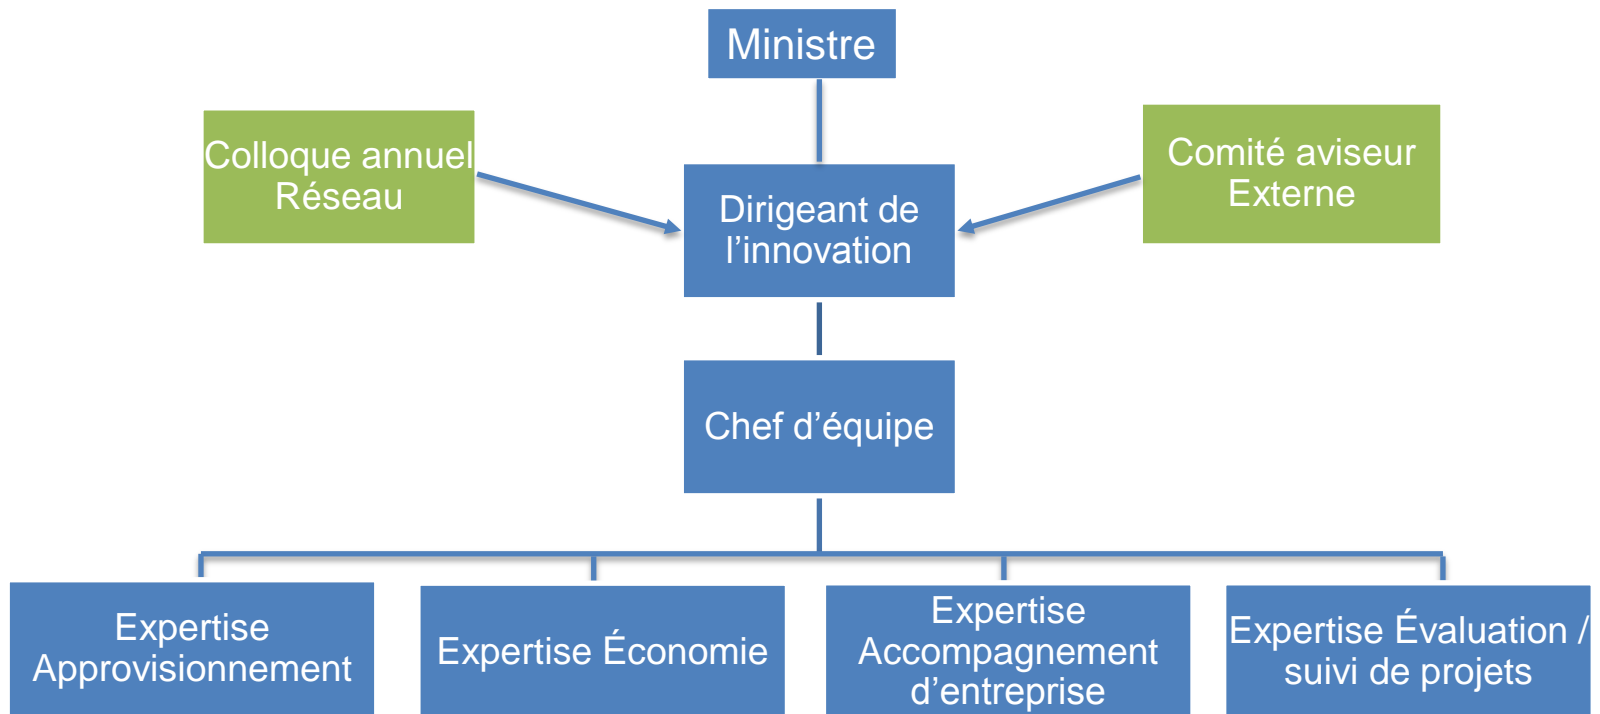 Ministre
Colloque annuel
Réseau
Comité aviseur
Externe
Dirigeant de
l’innovation
Chef d’équipe
Expertise
Approvisionnement
Expertise Économie
Expertise
Accompagnement
d’entreprise
Expertise Évaluation /
suivi de projets